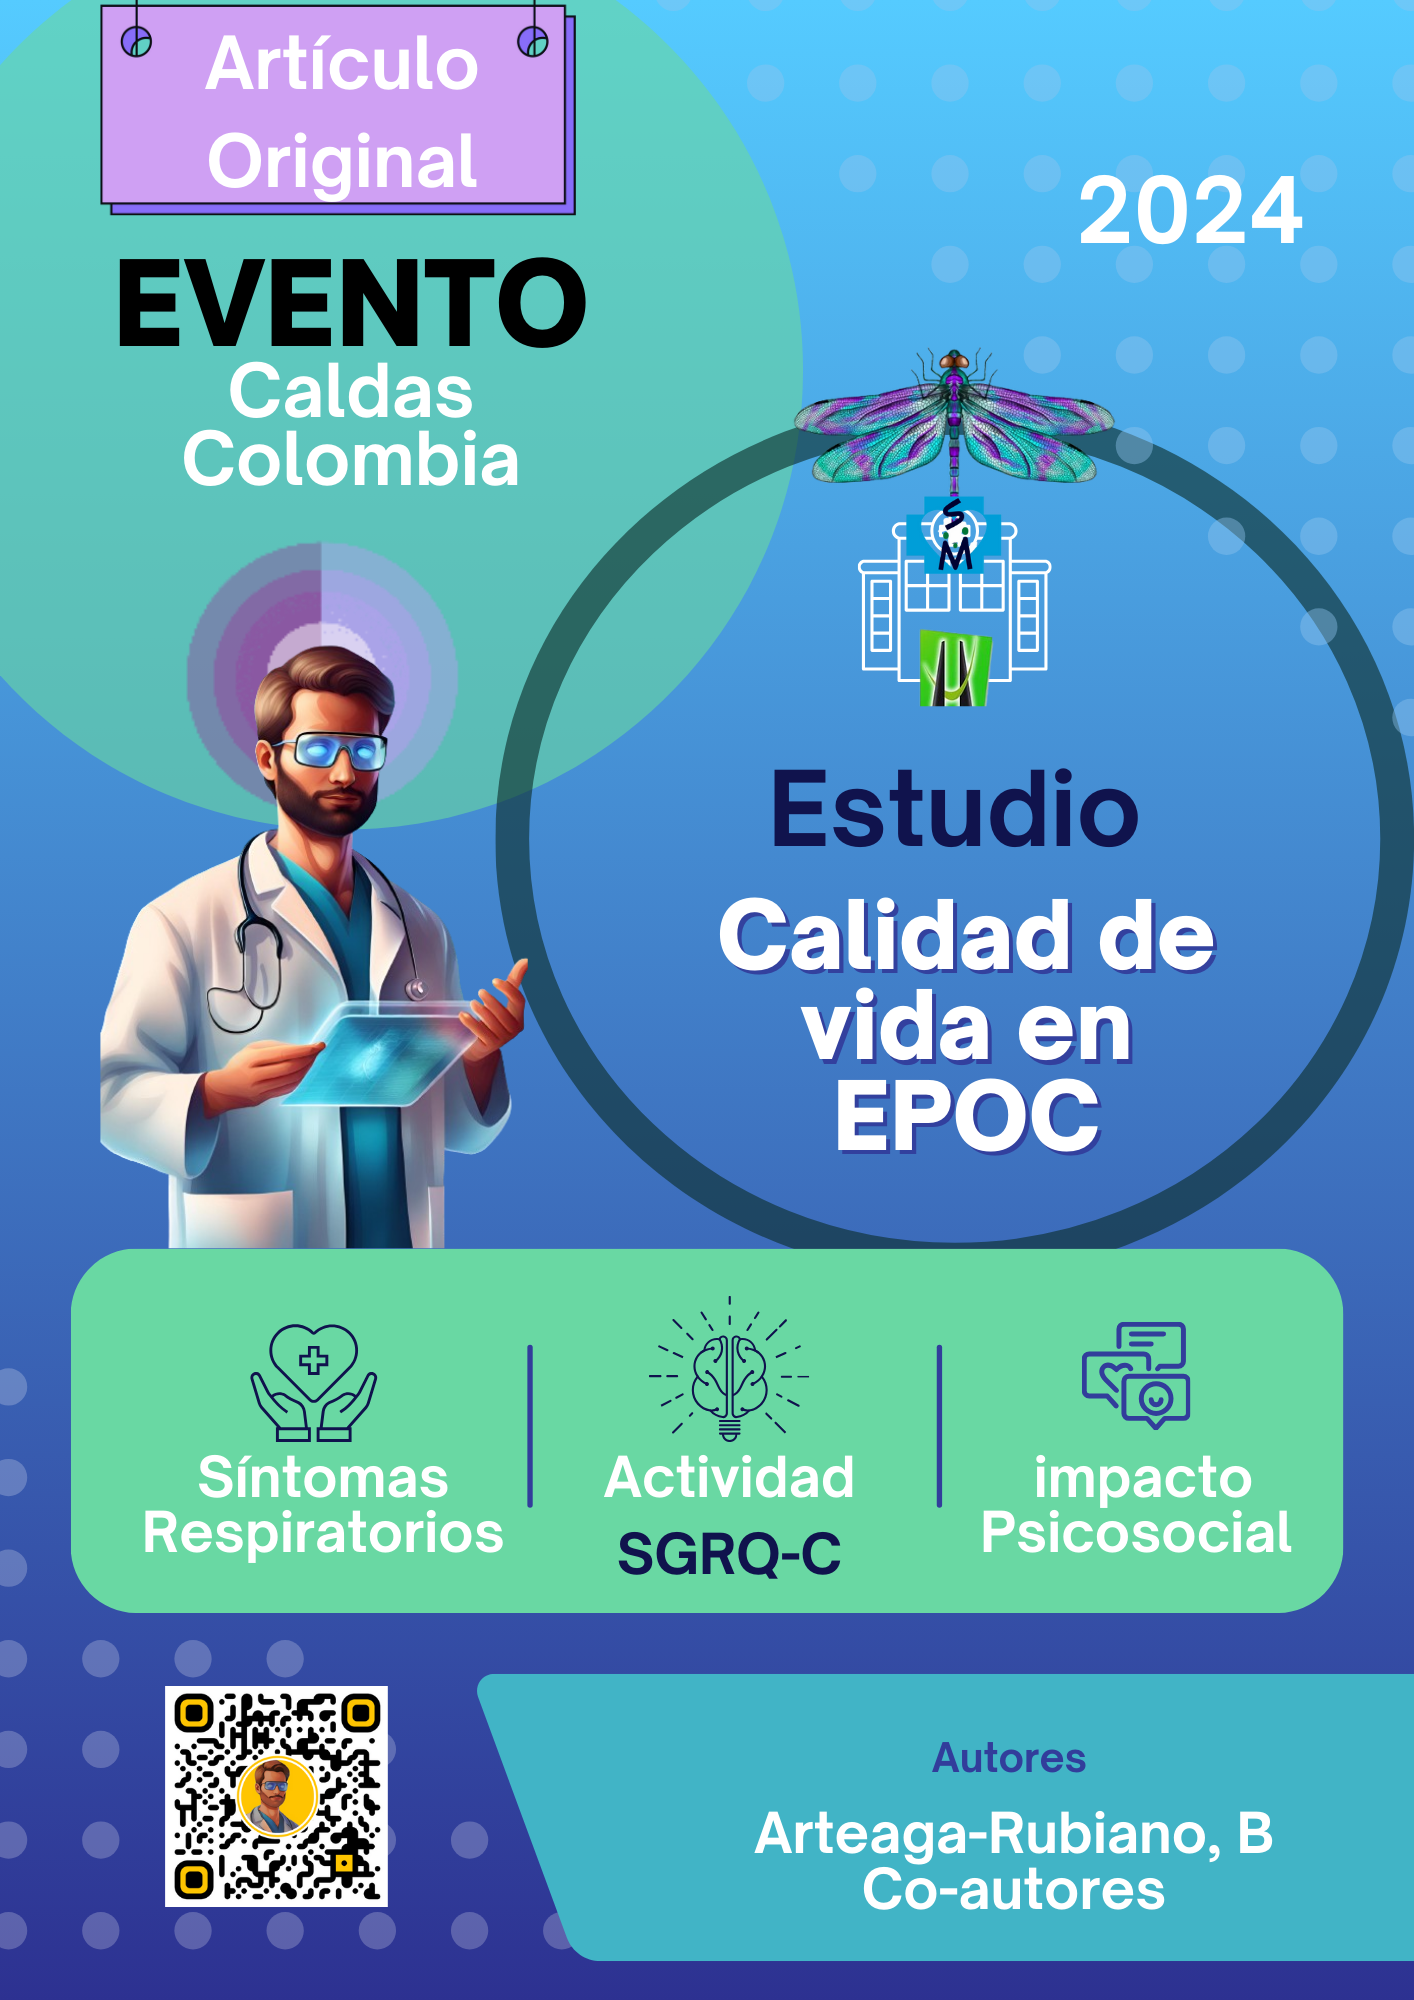 Artículo
Original
2024
EVENTO
Caldas
Colombia
S
M
Estudio
Calidad de
vida en
EPOC
Síntomas
Respiratorios
Actividad
SGRQ-C
impacto
Psicosocial
Autores
Arteaga-Rubiano, B
Co-autores